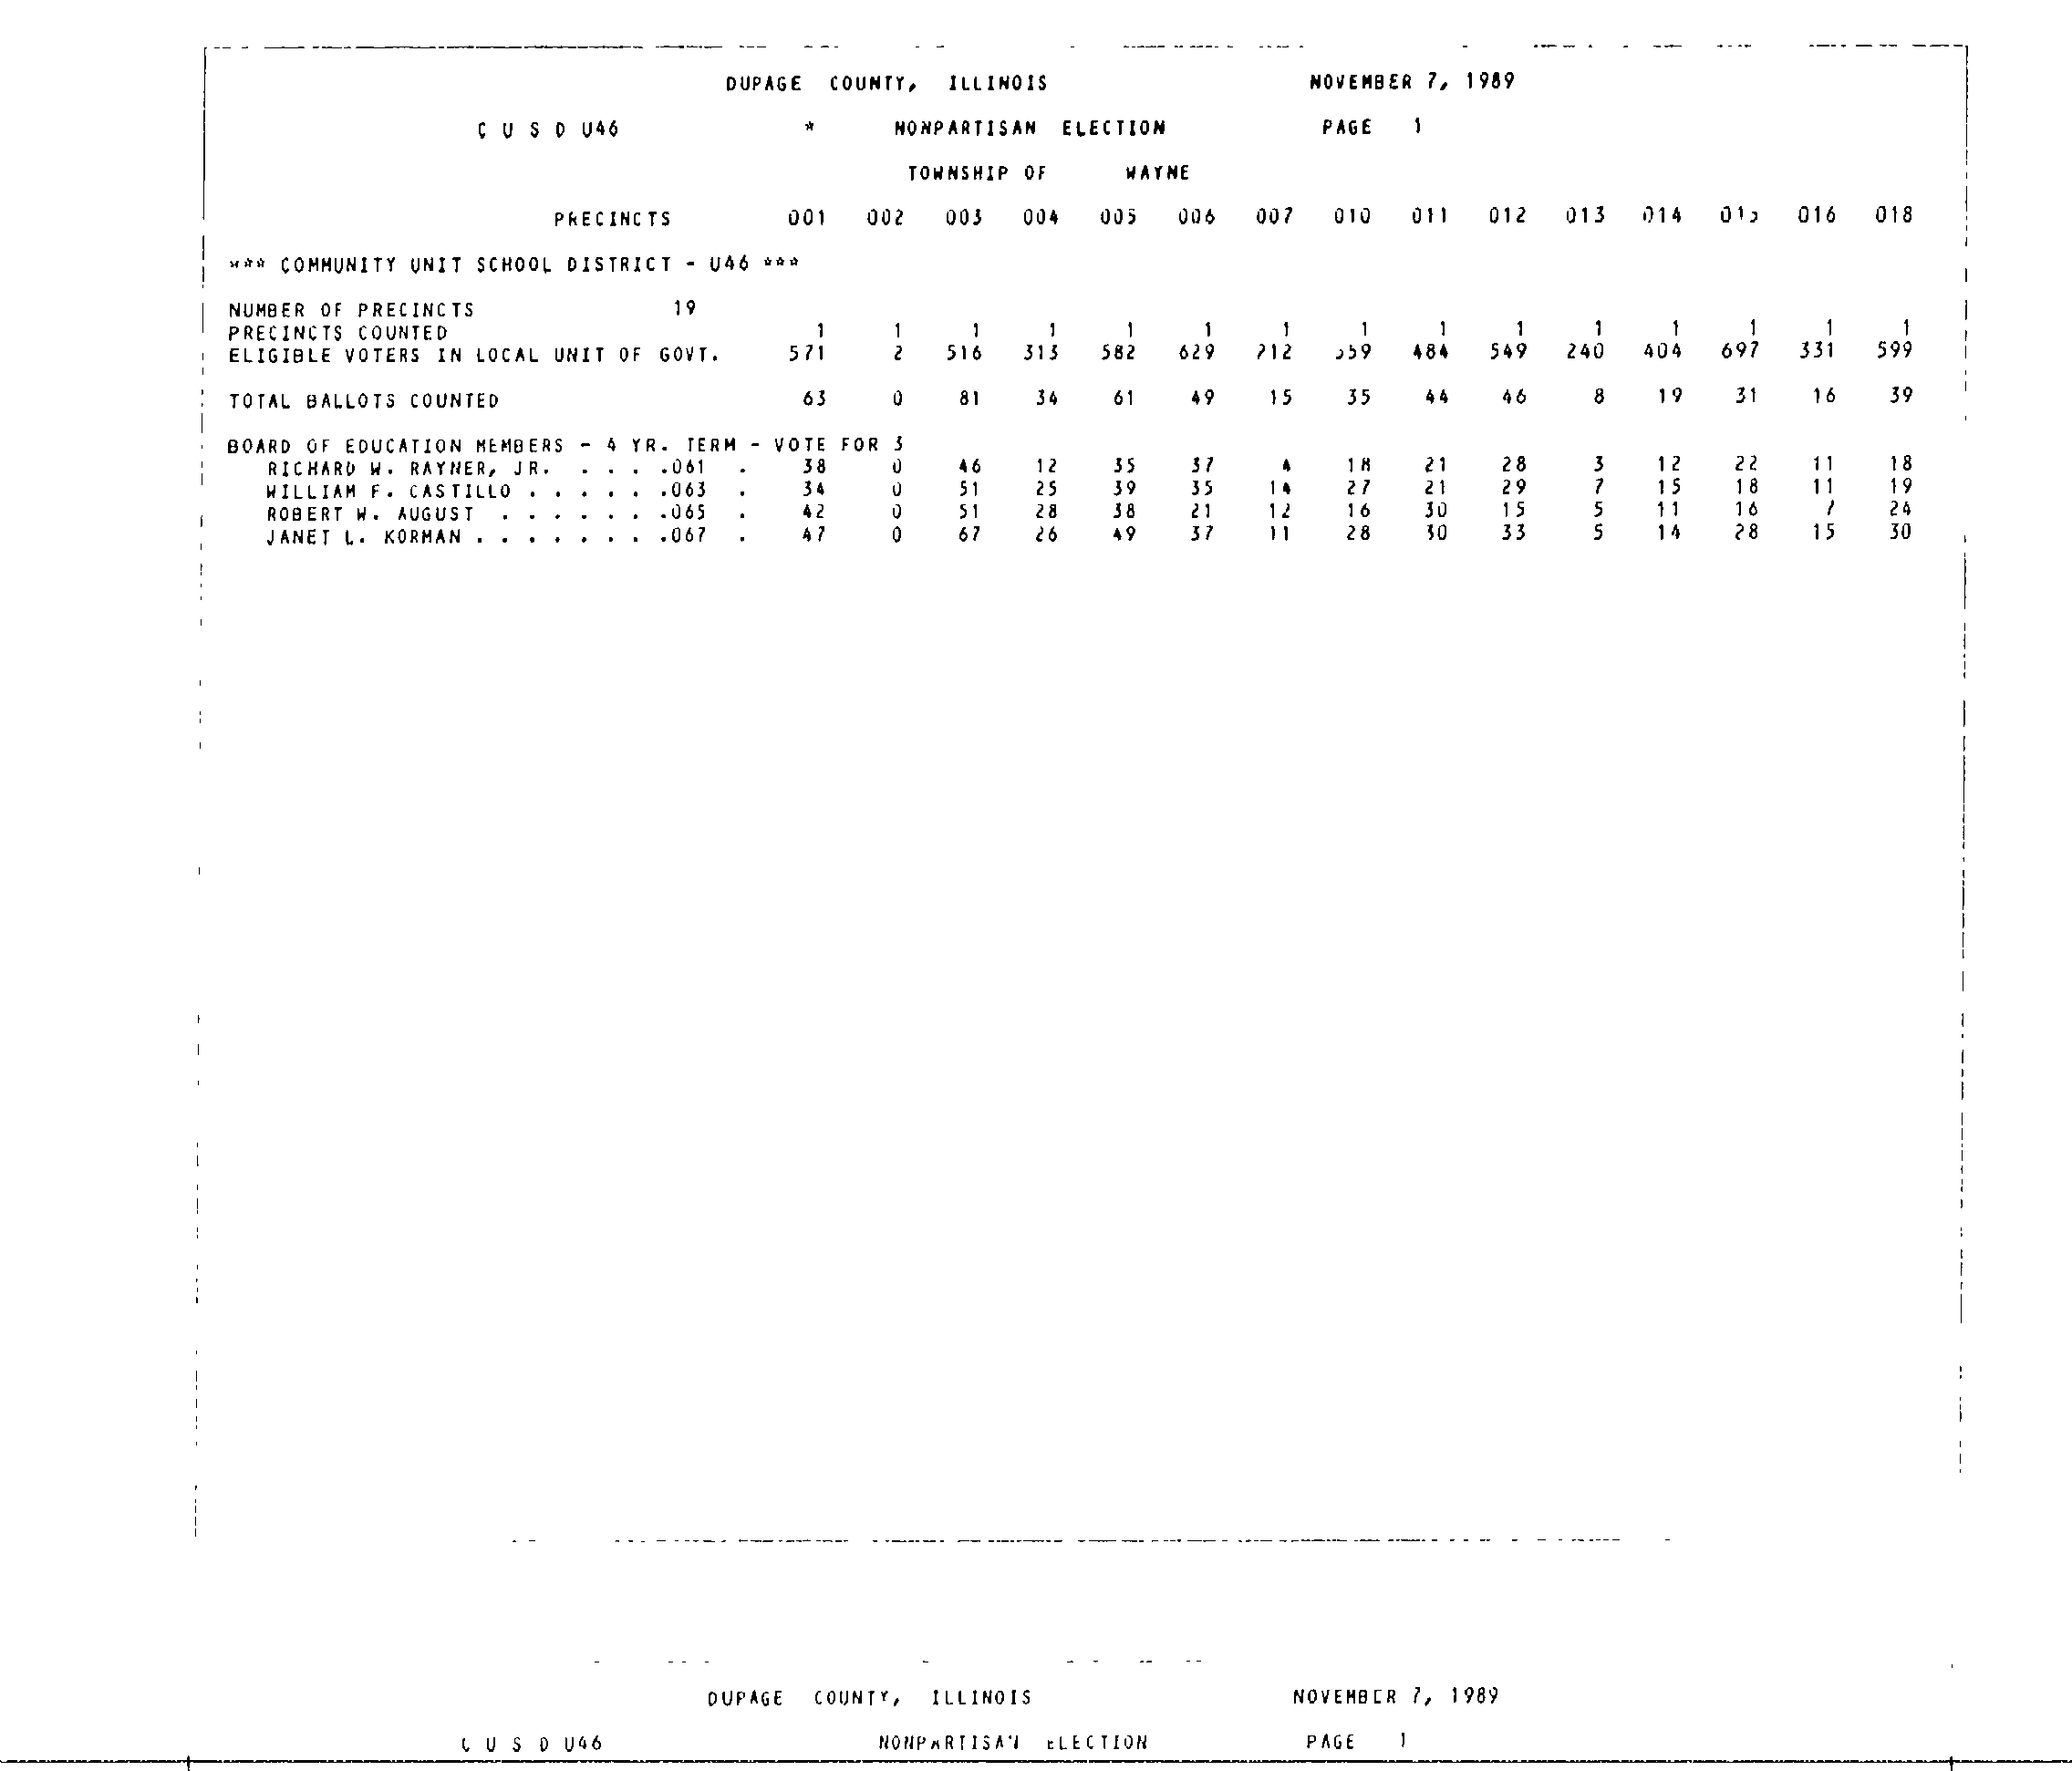 DUPAGE COUNTY, ILLINOIS NOVEMBER 7, 1989
C U S D U46 * NONPARTISAN ELECTION PAGE 1
TOWNSHIP OF WAYNE
PRECINCTS 001 002 003 004 005 006 007 010 011 012 013 014 015 016 018
*** COMMUNITY UNIT SCHOOL DISTRICT - U46 ***
NUMBER OF PRECINCTS 19
PRECINCTS COUNTED 1 1 1 1 1 1 1 1 1 1 1 1 1 1 1
ELIGIBLE VOTERS IN LOCAL UNIT OF GOVT. 571 2 516 313 582 629 212 559 484 549 240 404 697 331 599
TOTAL BALLOTS COUNTED 63 0 81 34 61 49 15 35 44 46 8 19 31 16 39
BOARD OF EDUCATION MEMBERS - 4 YR. TERM - VOTE FOR 3
RICHARD W. RAYNER, JR. . . . .061 . 38 0 46 12 35 37 4 18 21 28 3 12 22 11 18
WILLIAM F. CASTILLO . . . . . .063 . 34 0 51 25 39 35 14 27 21 29 7 15 18 11 19
ROBERT W. AUGUST . . . . . . .065 . 42 0 51 28 38 21 12 16 30 15 5 11 16 7 24
JANET L. KORMAN . . . . . . . .067 . 47 0 67 26 49 37 11 28 30 33 5 14 28 15 30
DUPAGE COUNTY, ILLINOIS NOVEMBER 7, 1989
C U S D U46 NONPARTISAN ELECTION PAGE 1